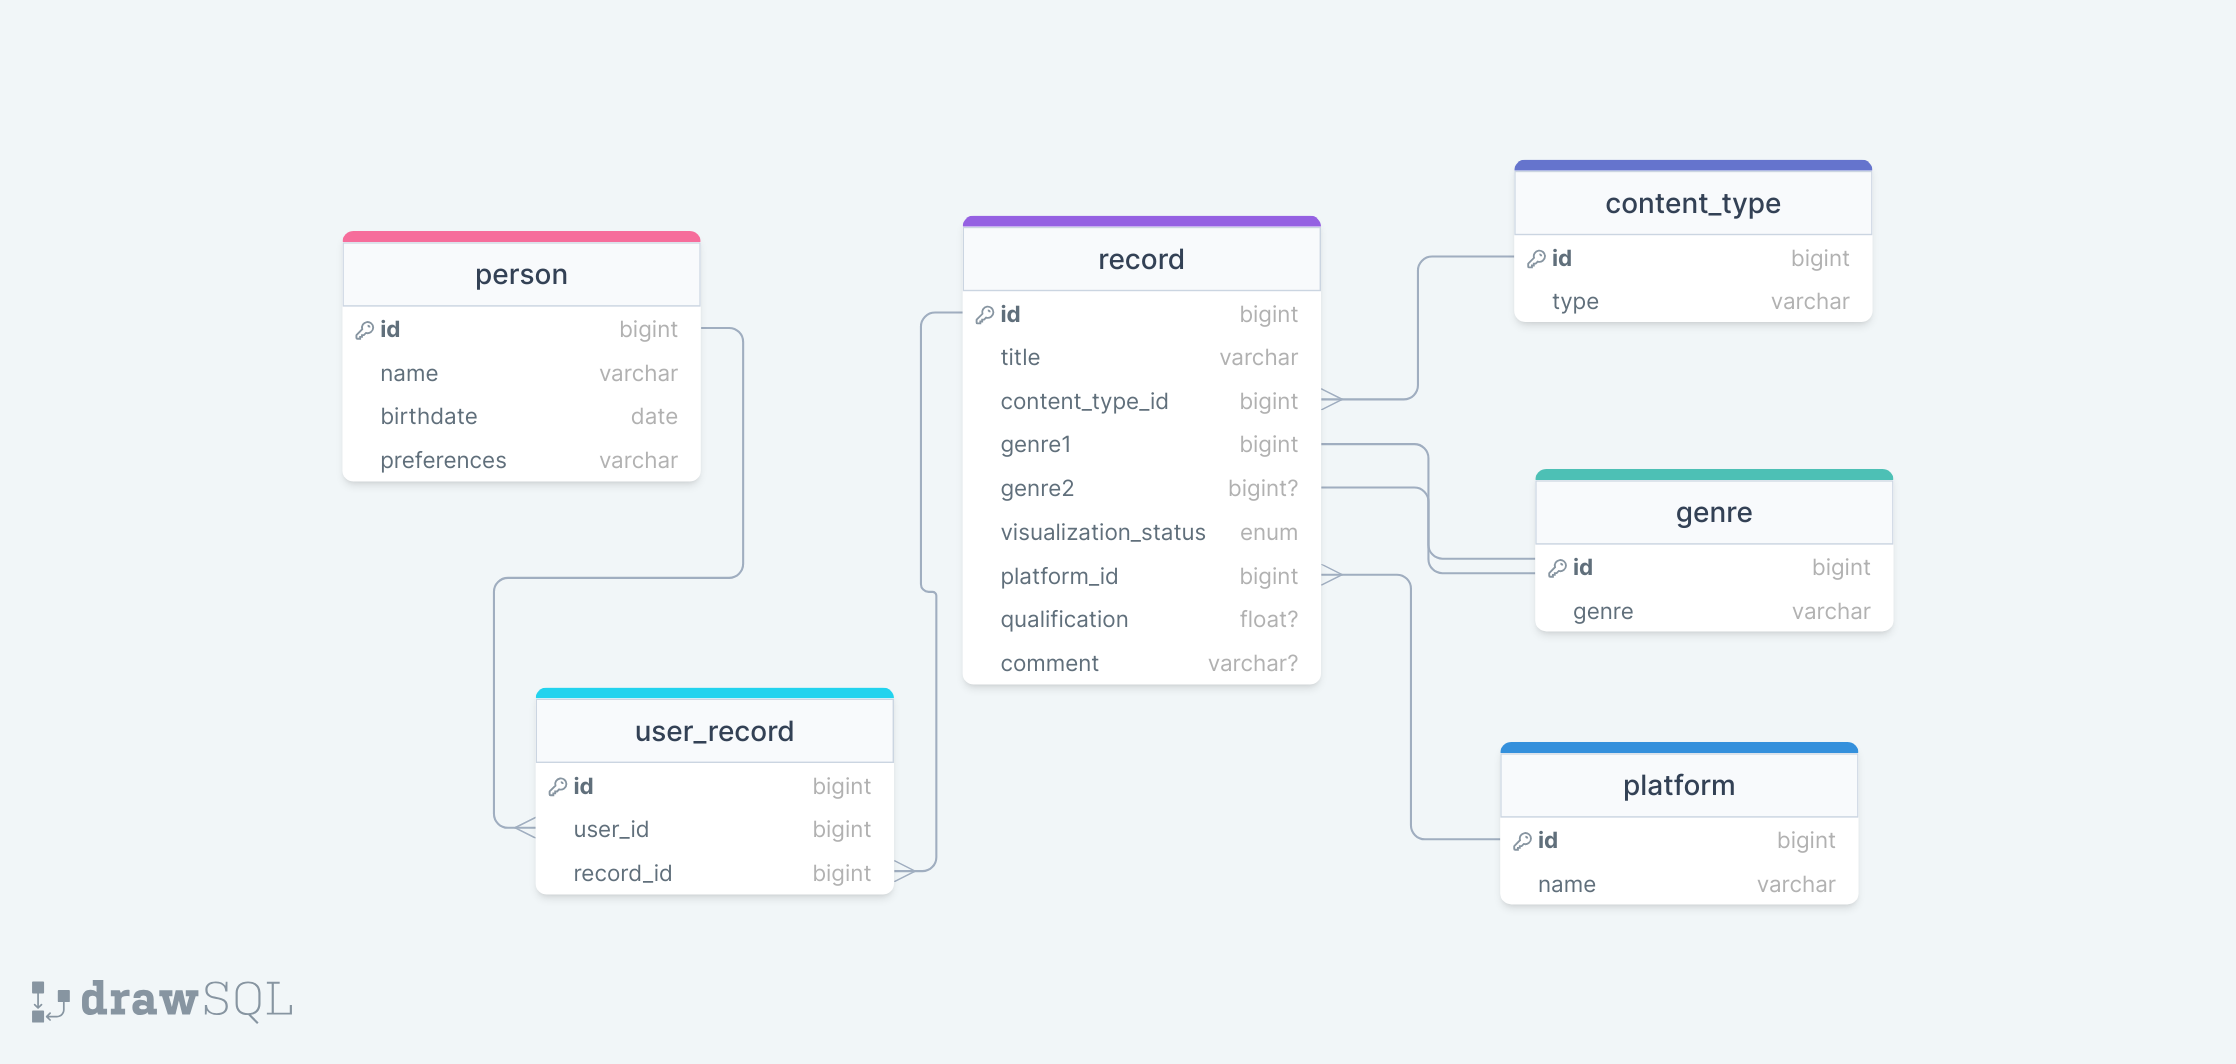 person
id bigint
name varchar
birthdate date
preferences varchar
user_record
id bigint
user_id bigint
record_id bigint
record
id bigint
title varchar
content_type_id bigint
genre1 bigint
genre2 bigint?
visualization_status enum
platform_id bigint
qualification float?
comment varchar?
content_type
id bigint
type varchar
genre
id bigint
genre varchar
platform
id bigint
name varchar
drawSQL